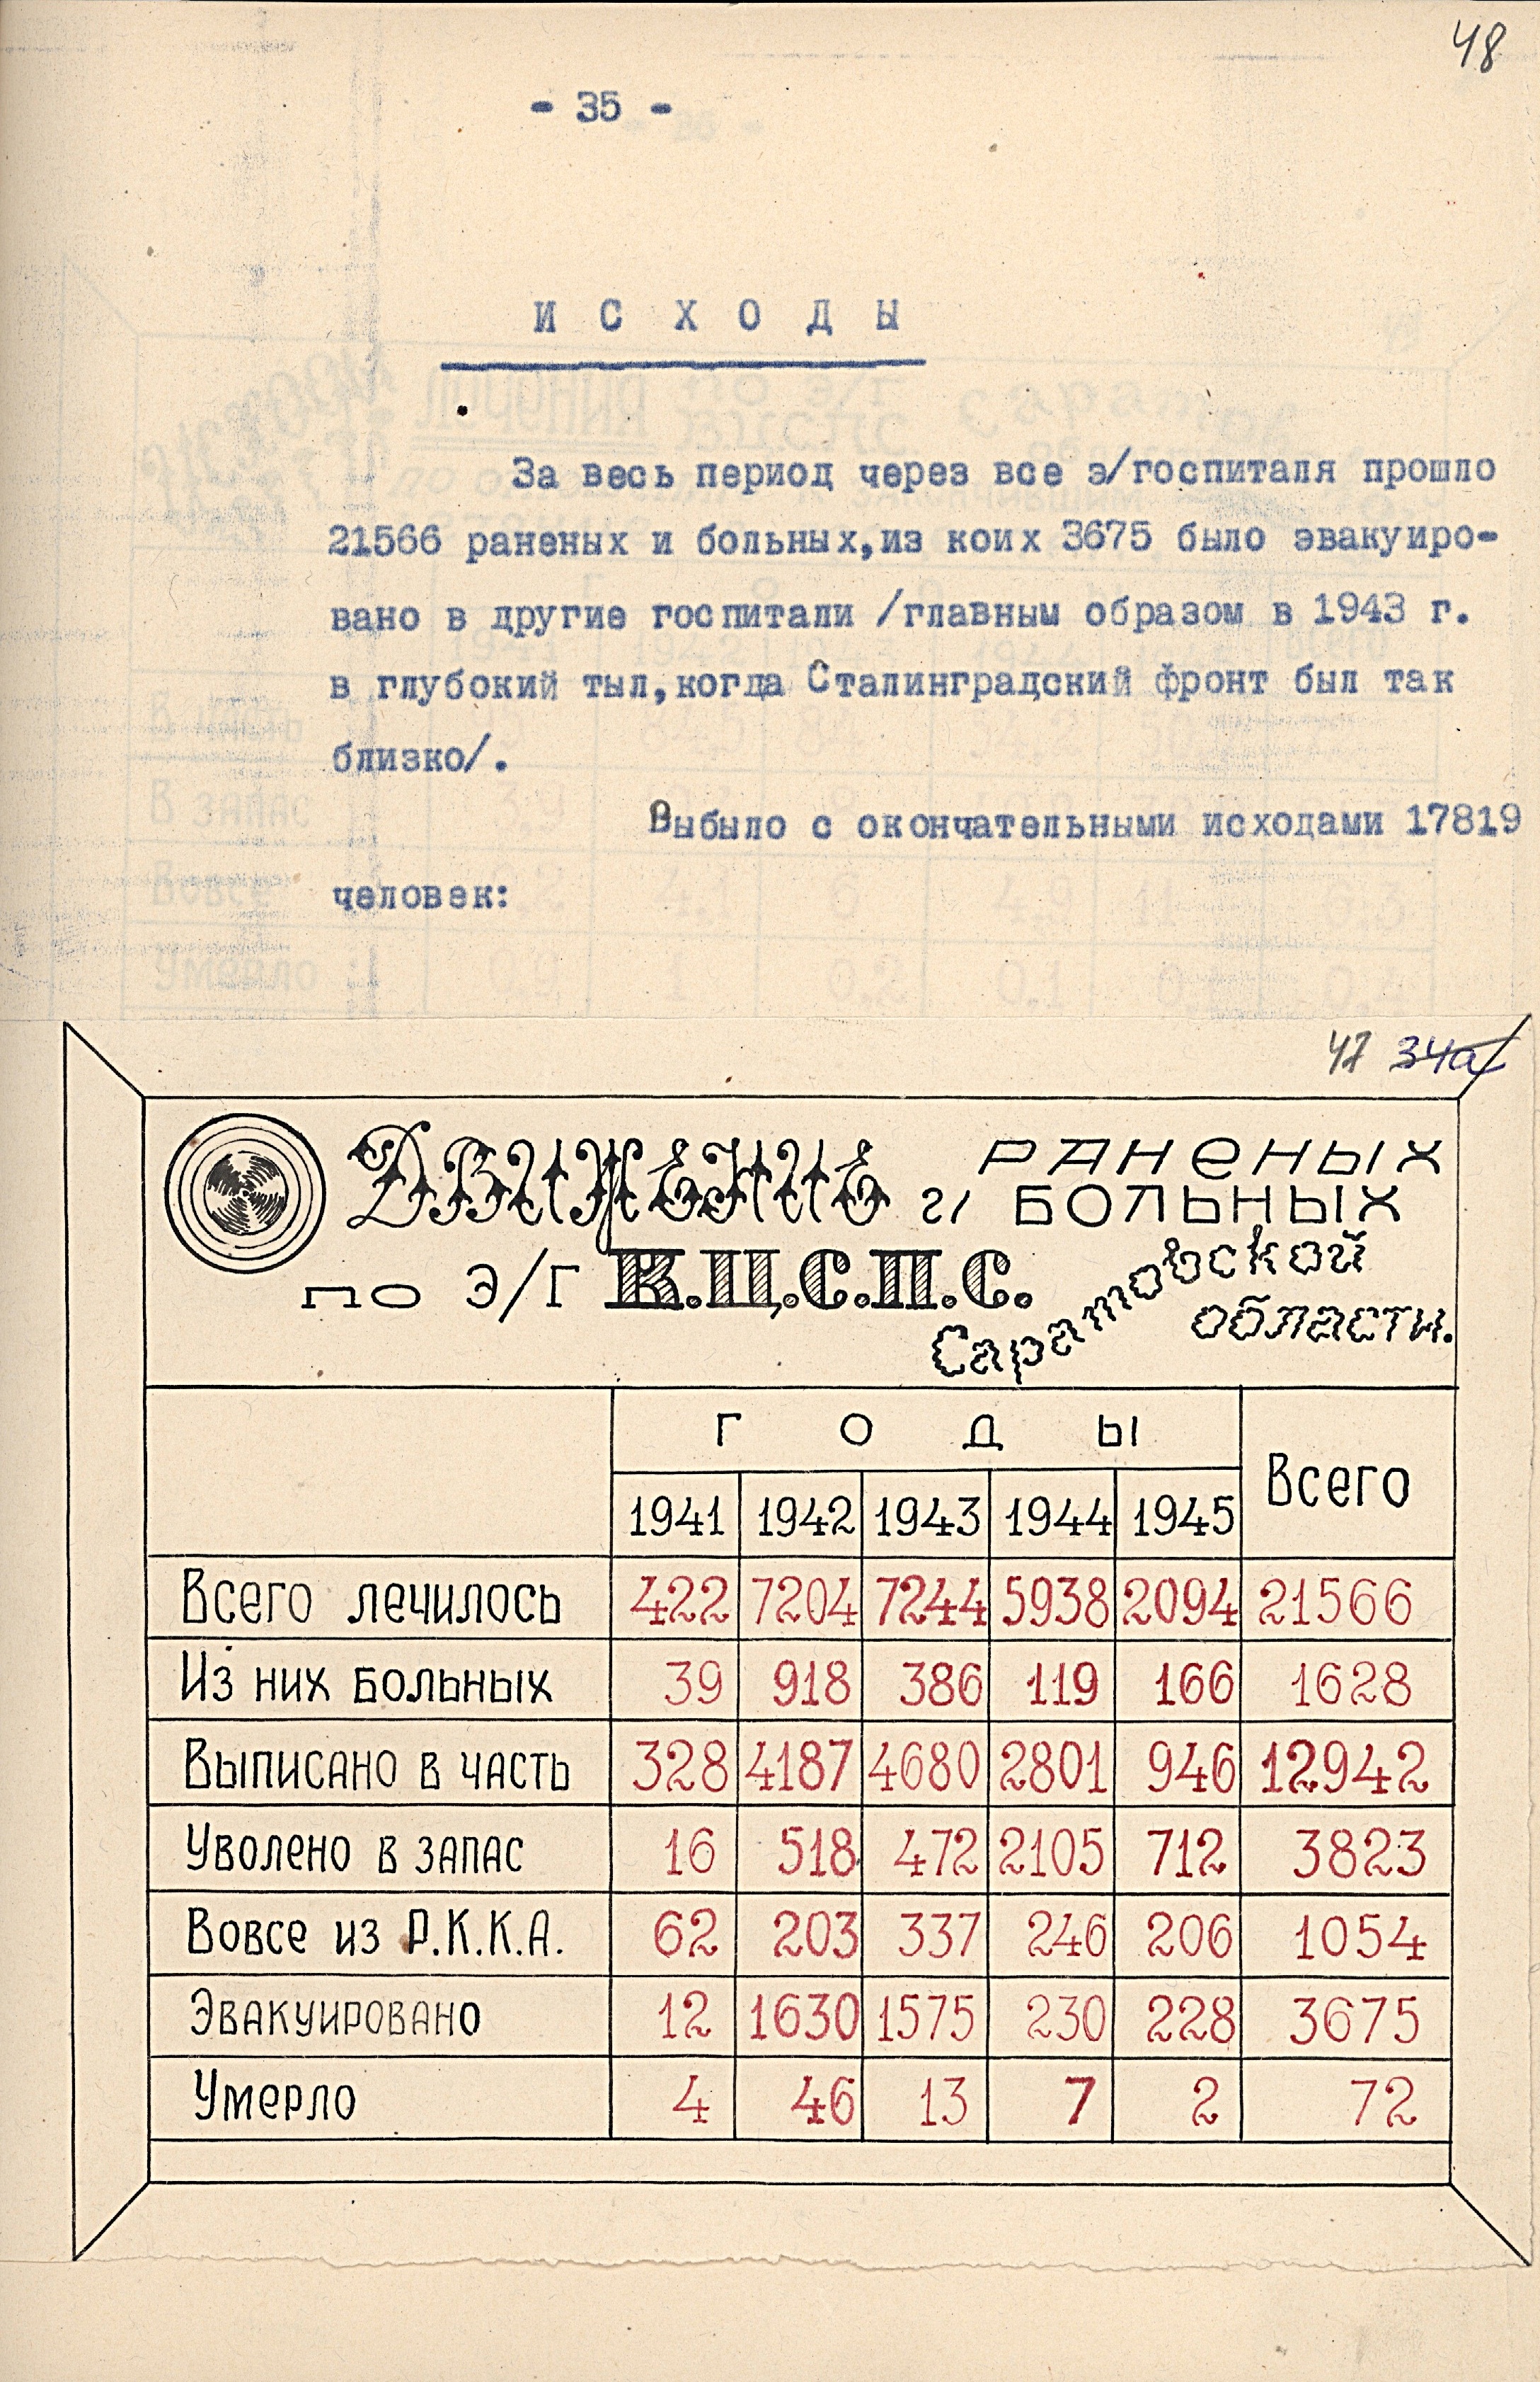 48
- 35 -
ИСХОДЫ
За весь период через все э/госпиталя прошло
21566 раненых и больных,из коих 3675 было эвакуиро-
вано в другие госпитали /главным образом в 1943 г.
в глубокий тыл,когда Сталинградский фронт был так
близко/.
Выбыло с окончательными исходами 17819
человек:
47 34а
ДВИЖЕНИЕ раненых
и больных
по Э/Г В.Ц.С.П.С. Саратовской
области.
ГОДЫ Всего
1941 1942 1943 1944 1945
Всего лечилось 422 7204 7244 5938 2094 21566
Из них больных 39 918 386 119 166 1628
Выписано в часть 328 4187 4680 2801 946 12942
Уволено в запас 16 518 472 2105 712 3823
Вовсе из Р.К.К.А. 62 203 337 246 206 1054
Эвакуировано 12 1630 1575 230 228 3675
Умерло 4 46 13 7 2 72